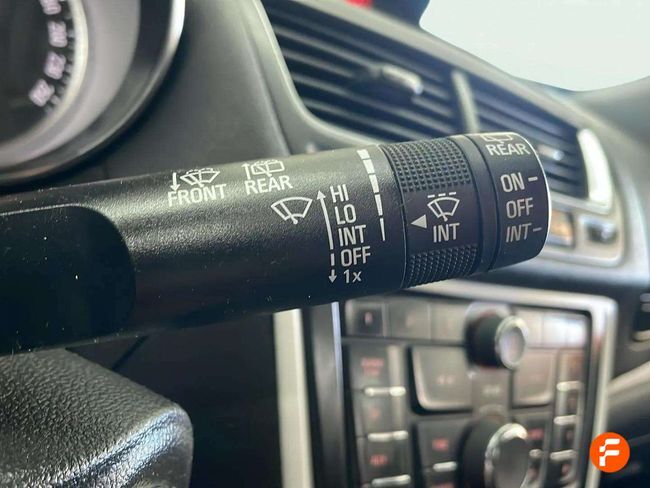 FRONT
REAR
HI
LO
INT
OFF
1x
INT
REAR
ON
OFF
INT